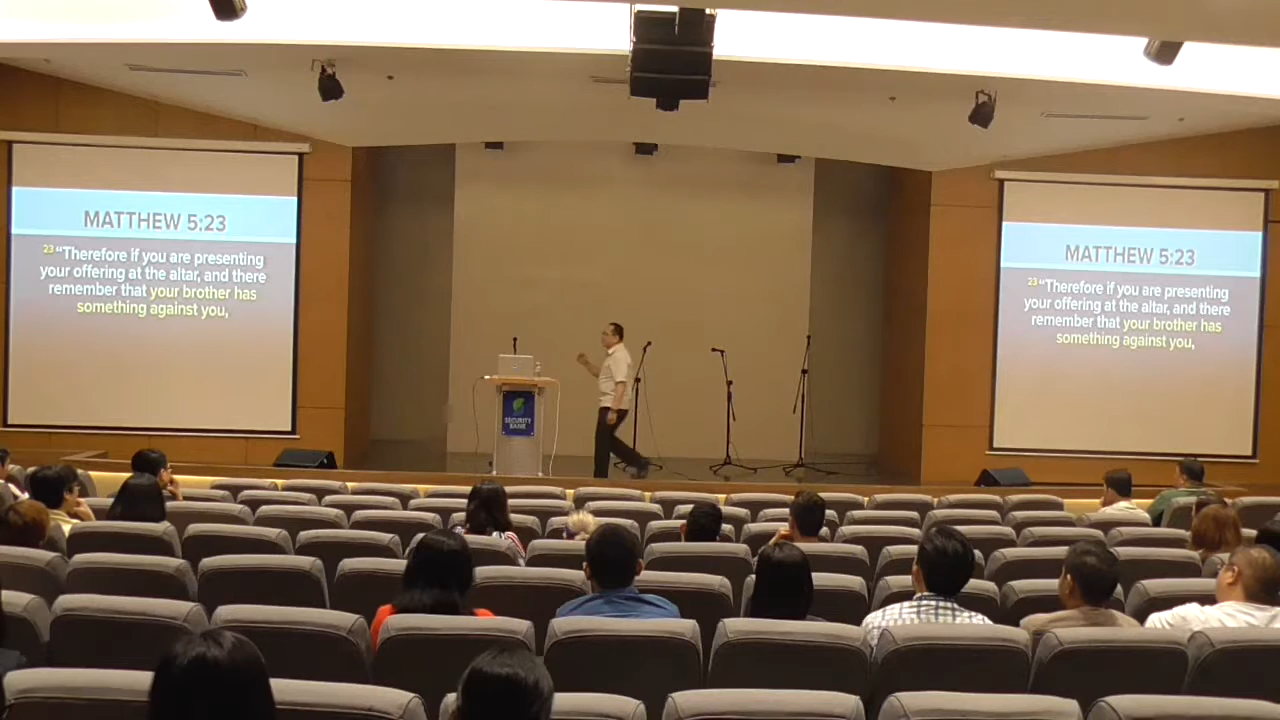 MATTHEW 5:23
23 “Therefore if you are presenting
your offering at the altar, and there
remember that your brother has
something against you,
SECURITY
BANK
MATTHEW 5:23
23 “Therefore if you are presenting
your offering at the altar, and there
remember that your brother has
something against you,